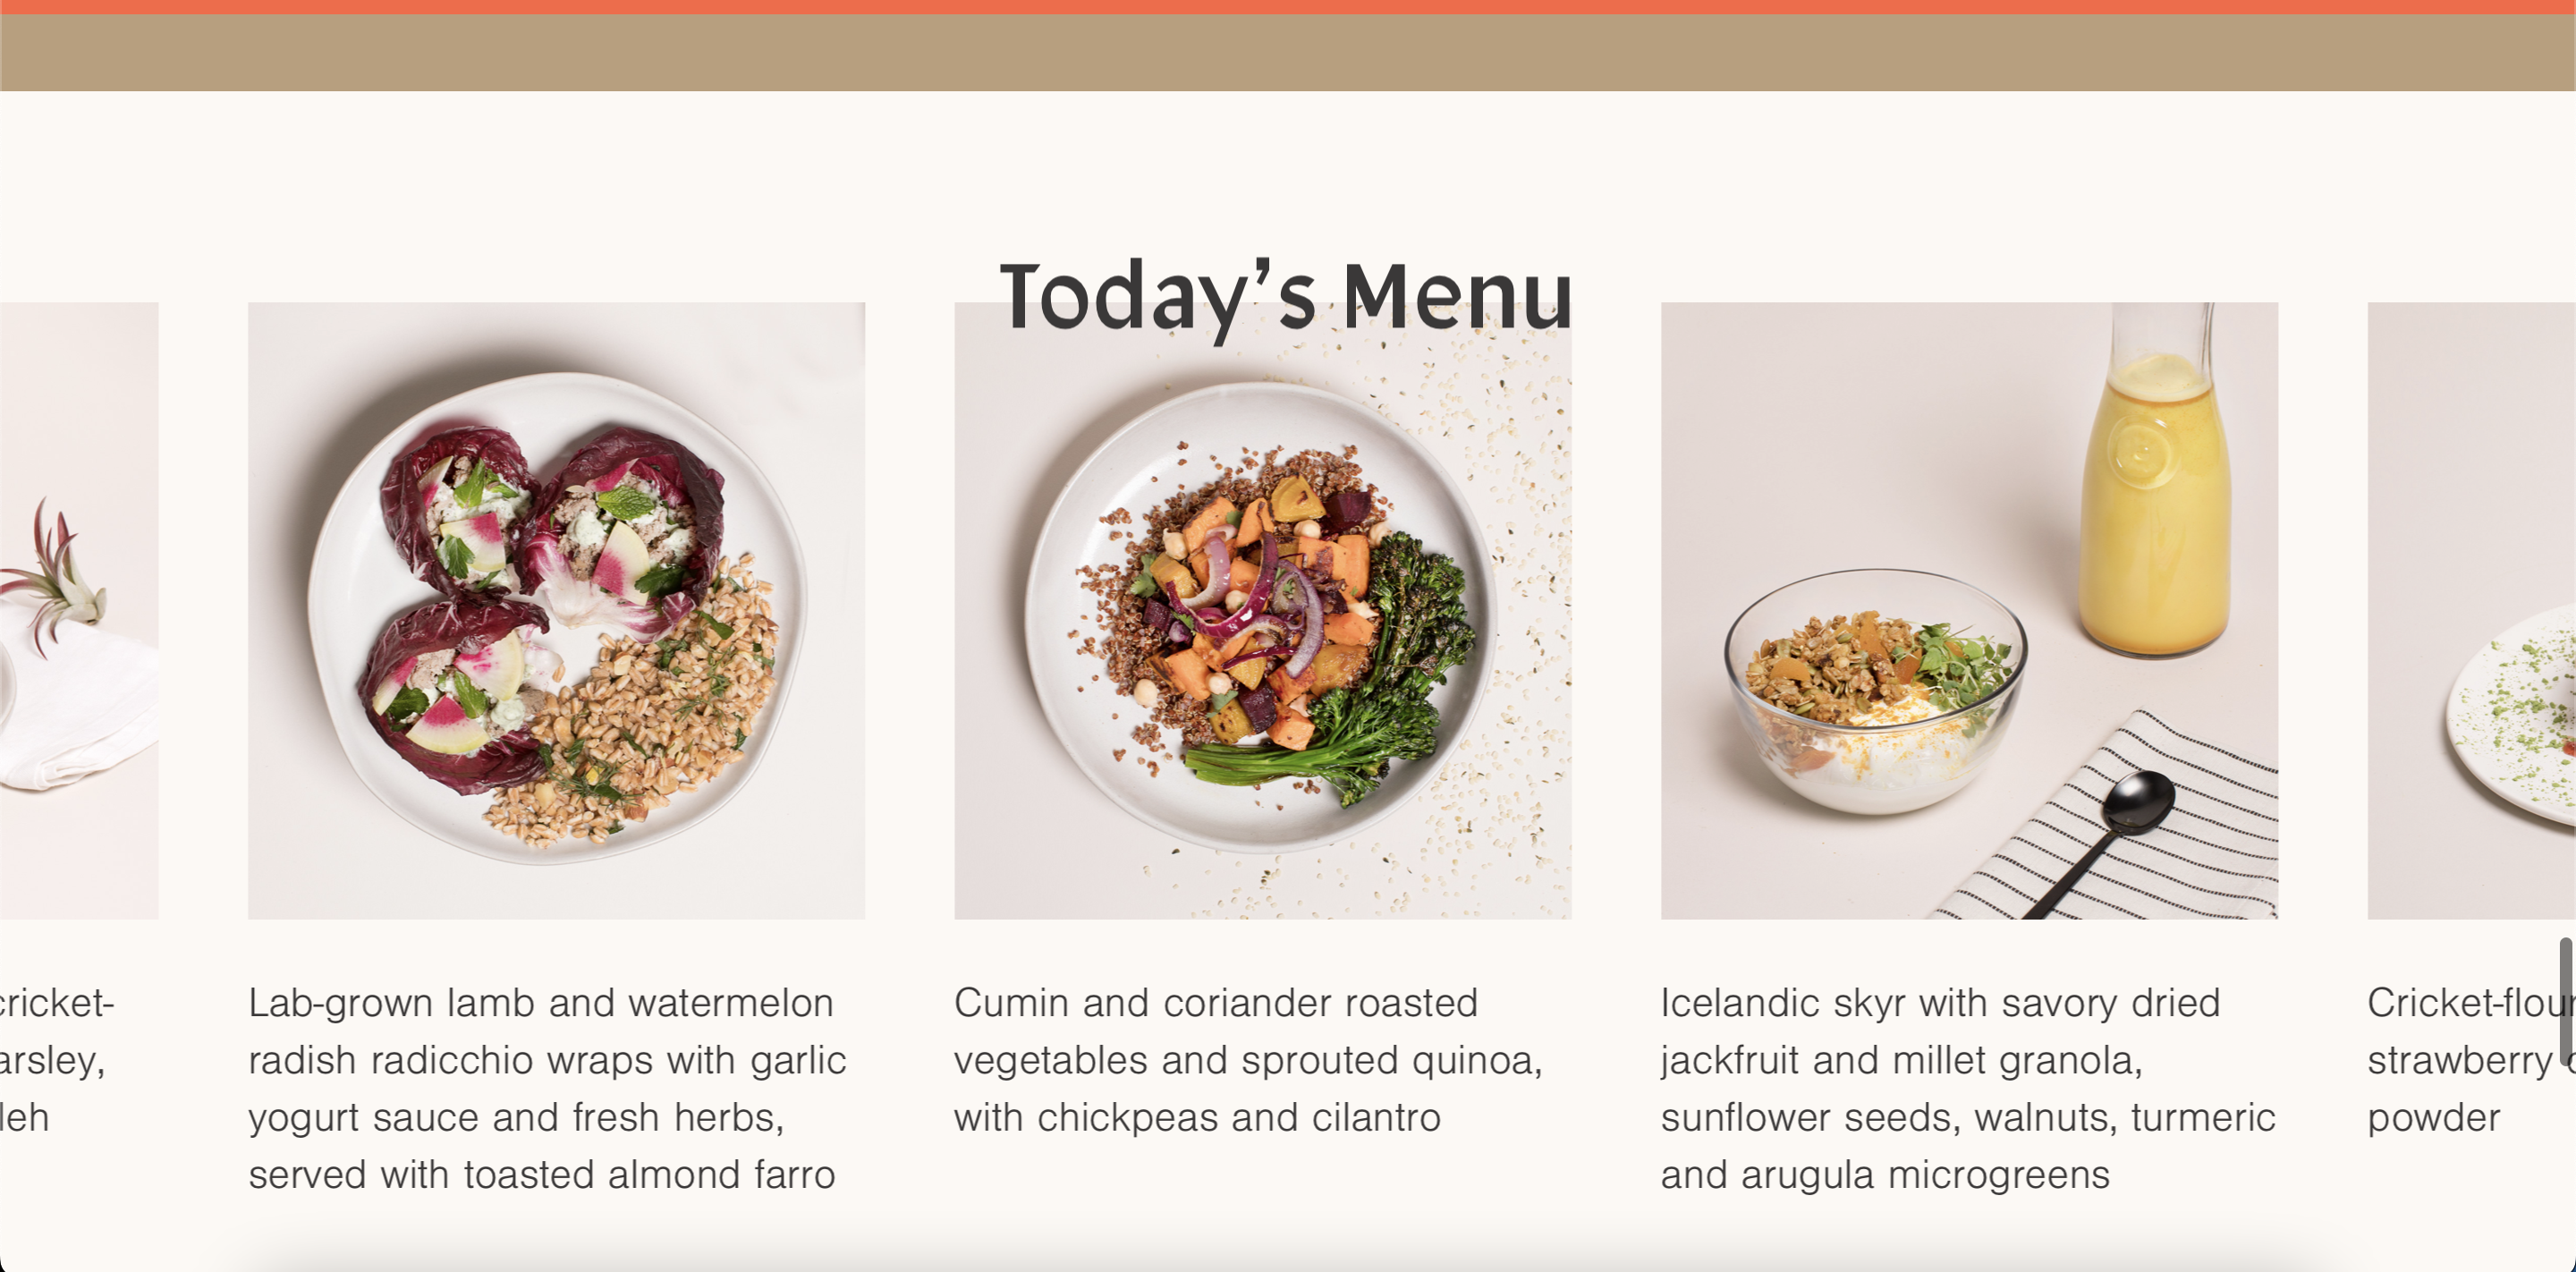 Today’s Menu
cricket-
arsley,
leh
Lab-grown lamb and watermelon
radish radicchio wraps with garlic
yogurt sauce and fresh herbs,
served with toasted almond farro
Cumin and coriander roasted
vegetables and sprouted quinoa,
with chickpeas and cilantro
Icelandic skyr with savory dried
jackfruit and millet granola,
sunflower seeds, walnuts, turmeric
and arugula microgreens
Cricket-flour
strawberry
powder